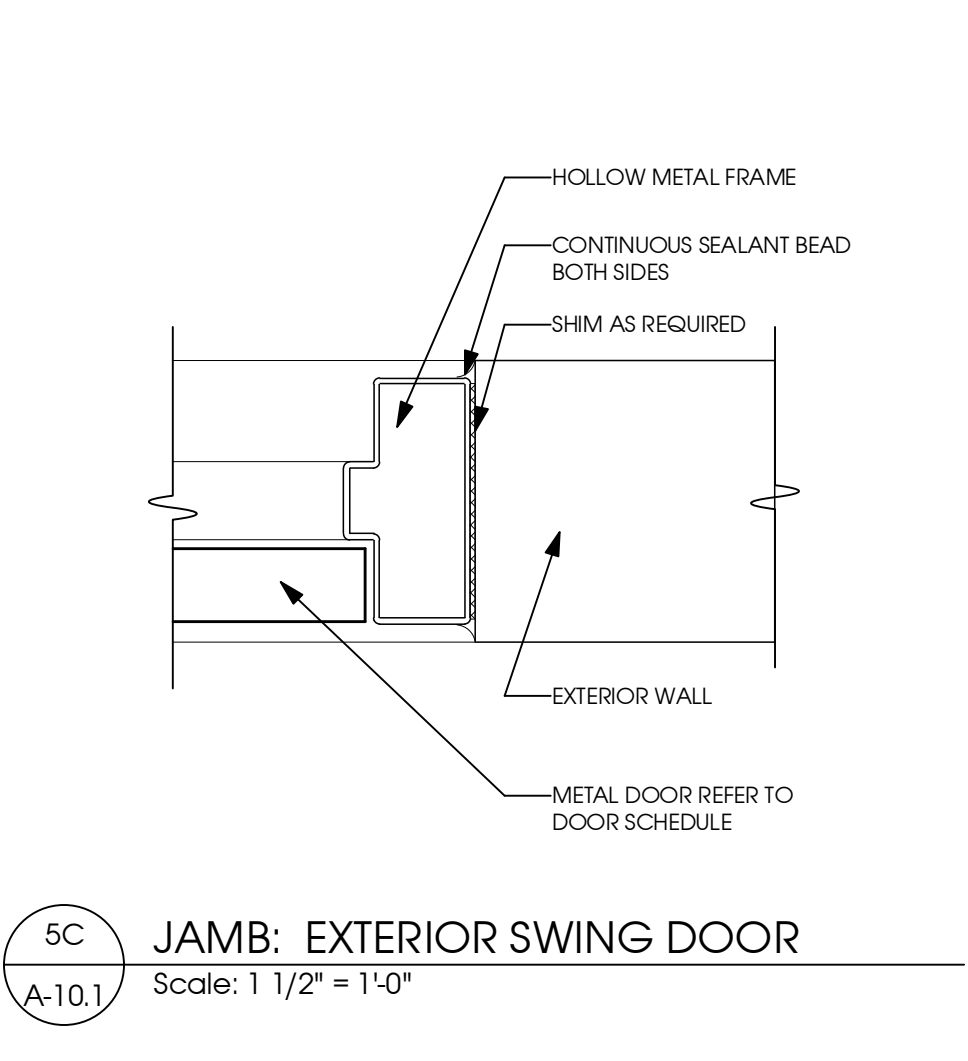 HOLLOW METAL FRAME
CONTINUOUS SEALANT BEAD
BOTH SIDES
SHIM AS REQUIRED
EXTERIOR WALL
METAL DOOR REFER TO
DOOR SCHEDULE
5C
A-10.1
JAMB: EXTERIOR SWING DOOR
Scale: 1 1/2" = 1'-0"